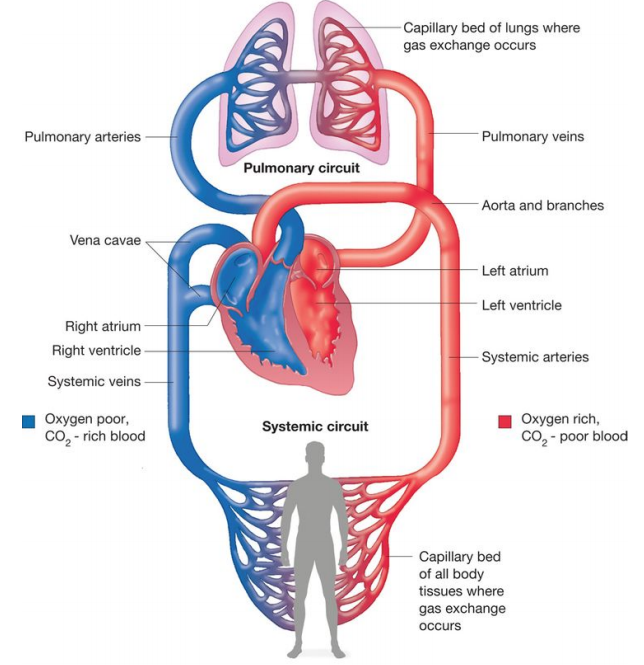 Capillary bed of lungs where
gas exchange occurs
Pulmonary arteries
Pulmonary veins
Pulmonary circuit
Aorta and branches
Vena cavae
Left atrium
Left ventricle
Right atrium
Right ventricle
Systemic arteries
Systemic veins
Oxygen poor,
CO₂ - rich blood
Systemic circuit
Oxygen rich,
CO₂ - poor blood
Capillary bed
of all body
tissues where
gas exchange
occurs